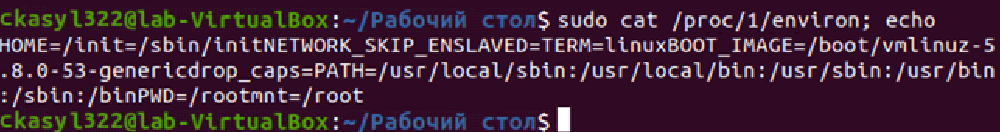 ckasyl322@lab-VirtualBox:~/Рабочий стол$ sudo cat /proc/1/environ; echo
HOME=/init=/sbin/initNETWORK_SKIP_ENSLAVED=TERM=linuxBOOT_IMAGE=/boot/vmlinuz-5
.8.0-53-genericdrop_caps=PATH=/usr/local/sbin:/usr/local/bin:/usr/sbin:/usr/bin
:/sbin:/binPWD=/rootmnt=/root
ckasyl322@lab-VirtualBox:~/Рабочий стол$